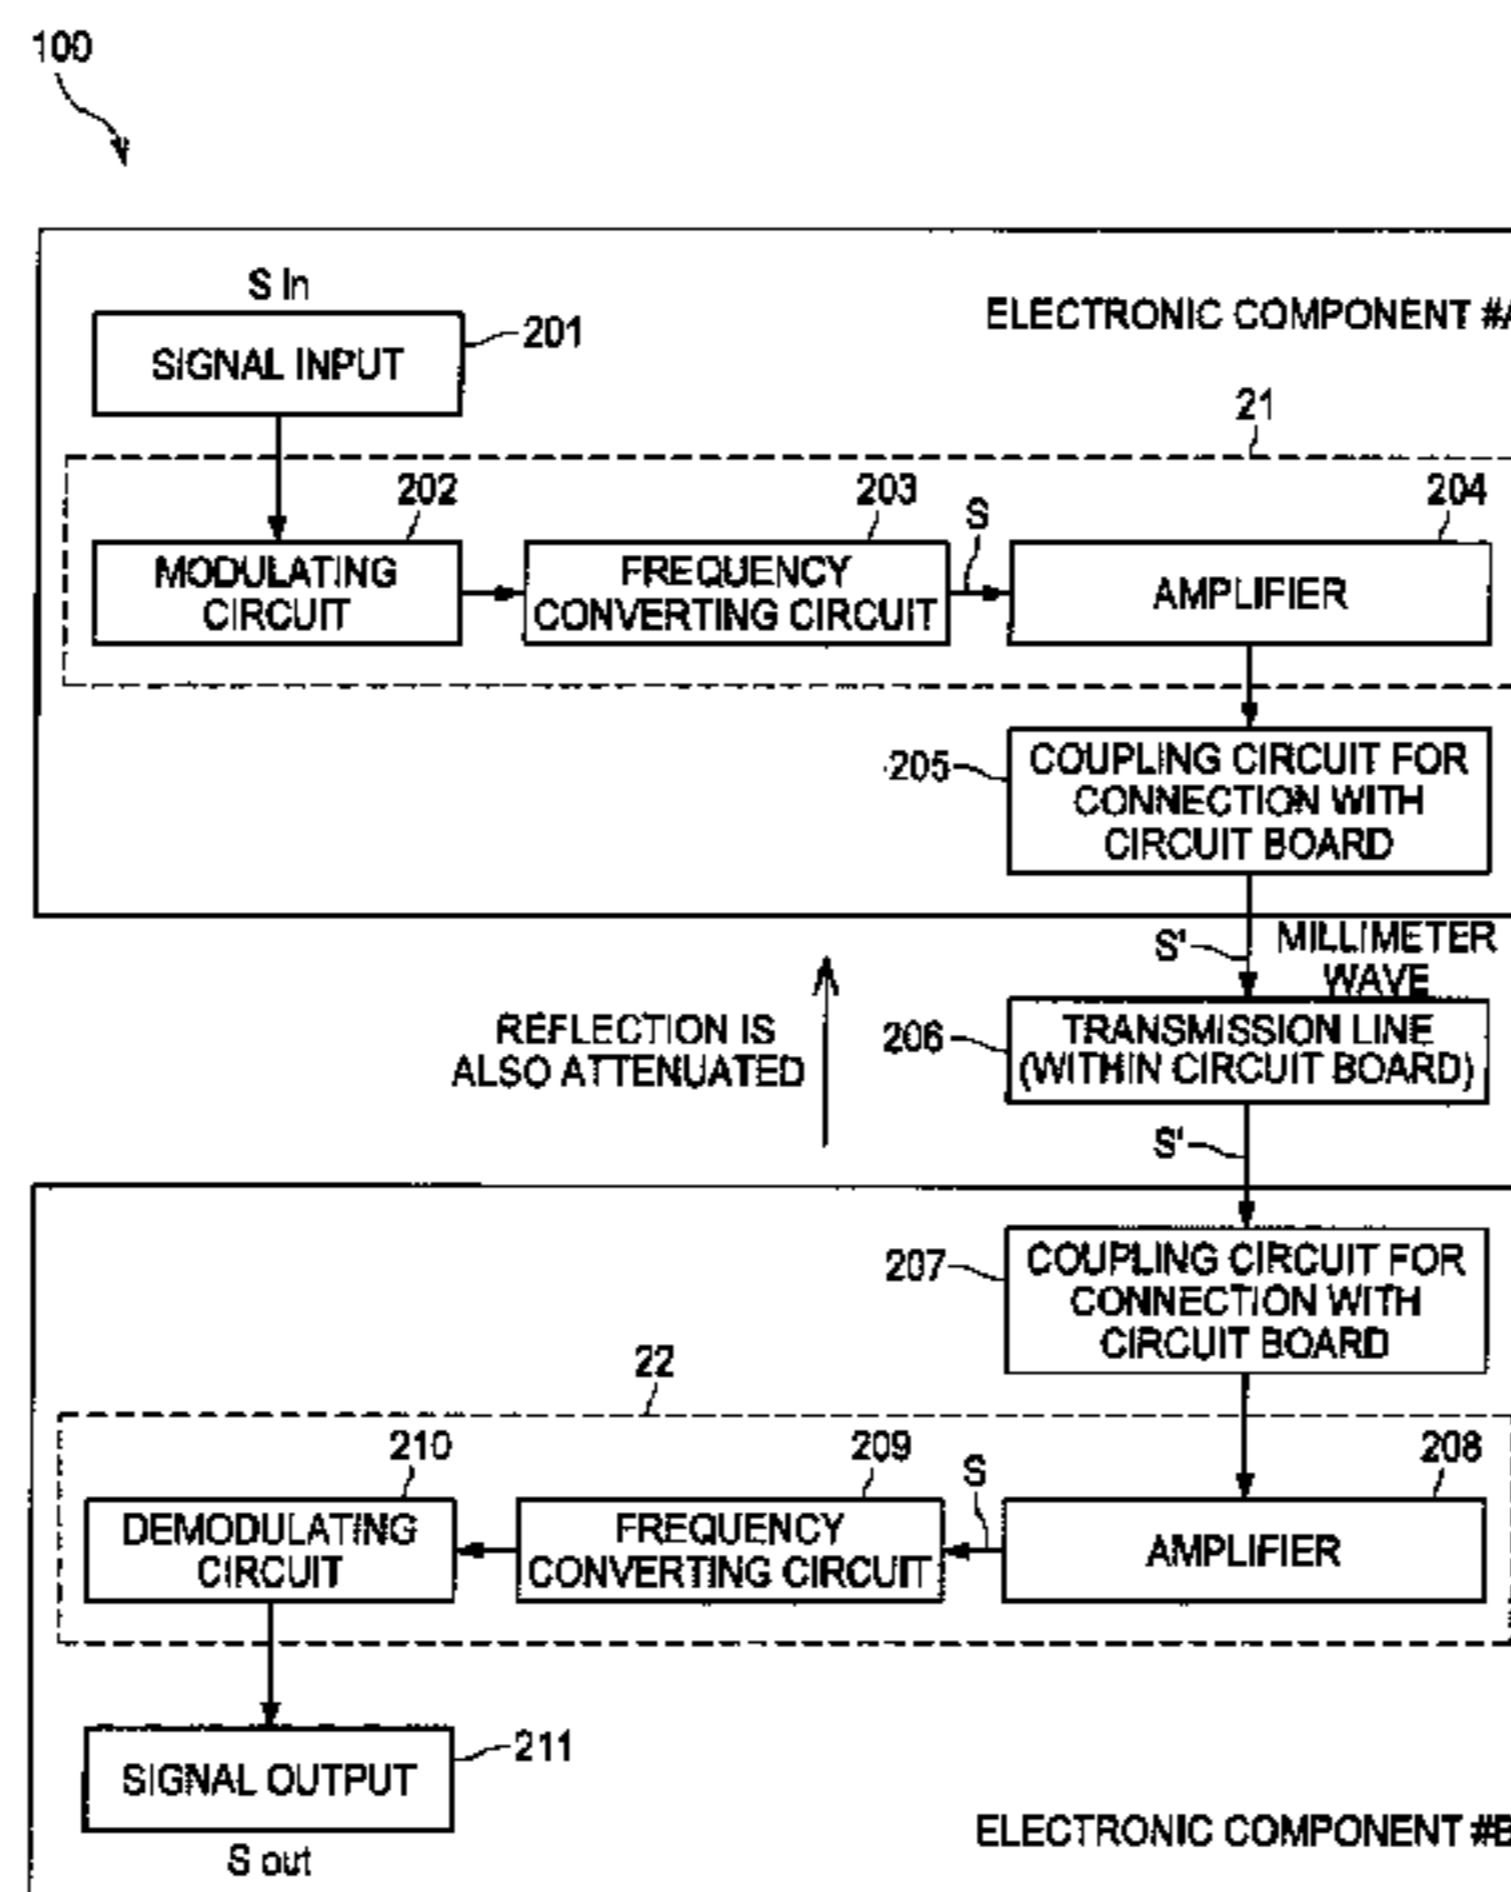 100
S in
SIGNAL INPUT
201
ELECTRONIC COMPONENT #A
21
202
203
S
204
MODULATING
CIRCUIT
FREQUENCY
CONVERTING CIRCUIT
AMPLIFIER
205
COUPLING CIRCUIT FOR
CONNECTION WITH
CIRCUIT BOARD
S'
MILLIMETER
WAVE
REFLECTION IS
ALSO ATTENUATED
206
TRANSMISSION LINE
(WITHIN CIRCUIT BOARD)
S'
207
COUPLING CIRCUIT FOR
CONNECTION WITH
CIRCUIT BOARD
22
210
209
S
208
DEMODULATING
CIRCUIT
FREQUENCY
CONVERTING CIRCUIT
AMPLIFIER
SIGNAL OUTPUT
211
S out
ELECTRONIC COMPONENT #B